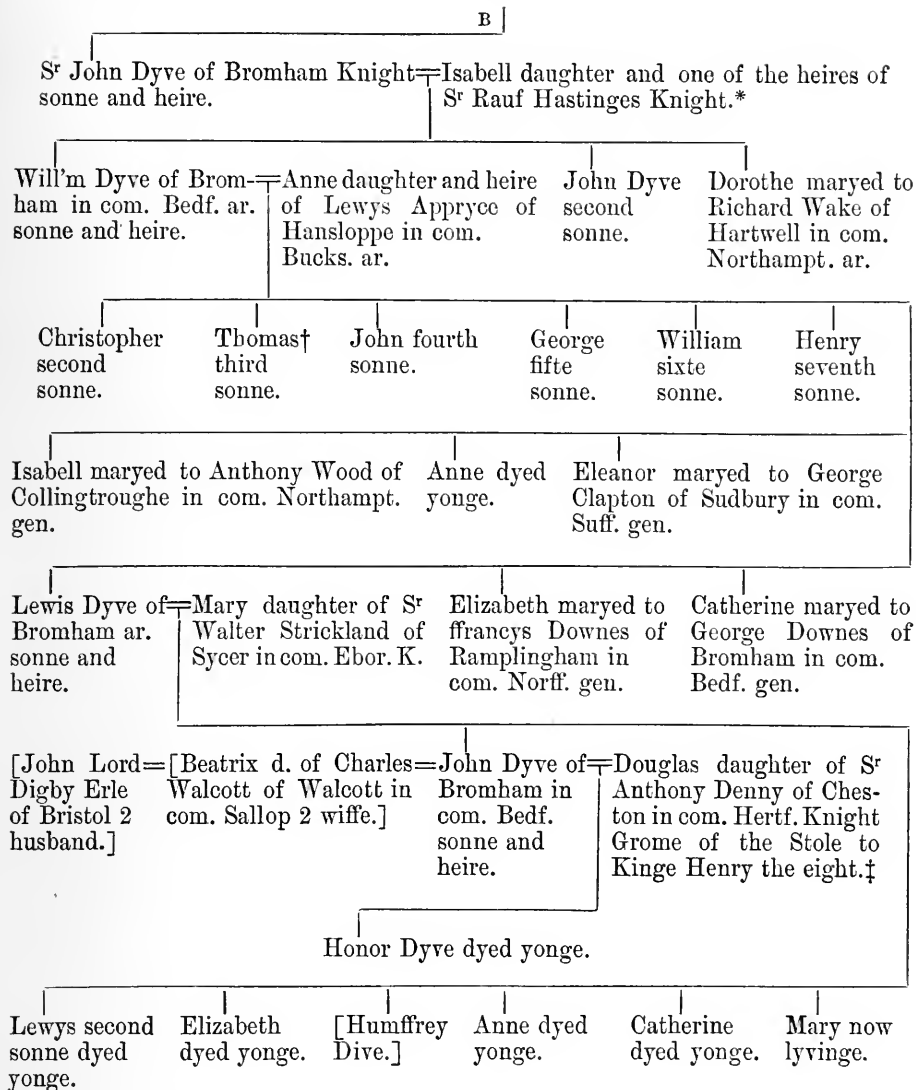 B
Sr John Dyve of Bromham Knight
sonne and heire.
Isabell daughter and one of the heires of
Sr Rauf Hastinges Knight.*
Will'm Dyve of Brom-
ham in com. Bedf. ar.
sonne and heire.
Anne daughter and heire
of Lewys Appryce of
Hansloppe in com.
Bucks. ar.
John Dyve
second
sonne.
Dorothe maryed to
Richard Wake of
Hartwell in com.
Northampt. ar.
Christopher
second
sonne.
Thomas†
third
sonne.
John fourth
sonne.
George
fifte
sonne.
William
sixte
sonne.
Henry
seventh
sonne.
Isabell maryed to Anthony Wood of
Collingtroughe in com. Northampt.
gen.
Anne dyed
yonge.
Eleanor maryed to George
Clapton of Sudbury in com.
Suff. gen.
Lewis Dyve of
Bromham ar.
sonne and
heire.
Mary daughter of Sr
Walter Strickland of
Sycer in com. Ebor. K.
Elizabeth maryed to
ffrancys Downes of
Ramplingham in
com. Norff. gen.
Catherine maryed to
George Downes of
Bromham in com.
Bedf. gen.
[John Lord
Digby Erle
of Bristol 2
husband.]
[Beatrix d. of Charles
Walcott of Walcott in
com. Sallop 2 wiffe.]
John Dyve of
Bromham in
com. Bedf.
sonne and
heire.
Douglas daughter of Sr
Anthony Denny of Ches-
ton in com. Hertf. Knight
Grome of the Stole to
Kinge Henry the eight.‡
Honor Dyve dyed yonge.
Lewys second
sonne dyed
yonge.
Elizabeth
dyed yonge.
[Humffrey
Dive.]
Anne dyed
yonge.
Catherine
dyed yonge.
Mary now
lyvinge.